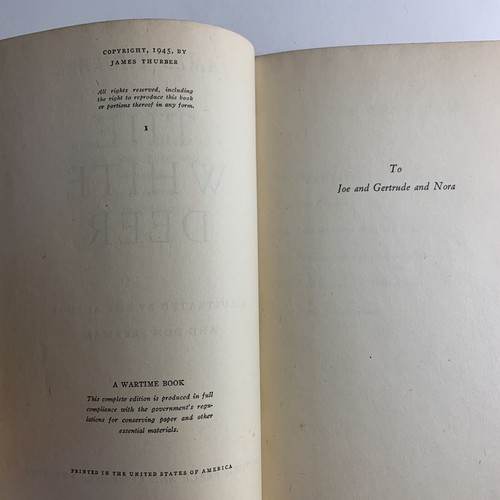 COPYRIGHT, 1945, BY
JAMES THURBER
All rights reserved, including
the right to reproduce this book
or portions thereof in any form.
1
A WARTIME BOOK
This complete edition is produced in full
compliance with the government's regu-
lations for conserving paper and other
essential materials.
PRINTED IN THE UNITED STATES OF AMERICA
To
Joe and Gertrude and Nora